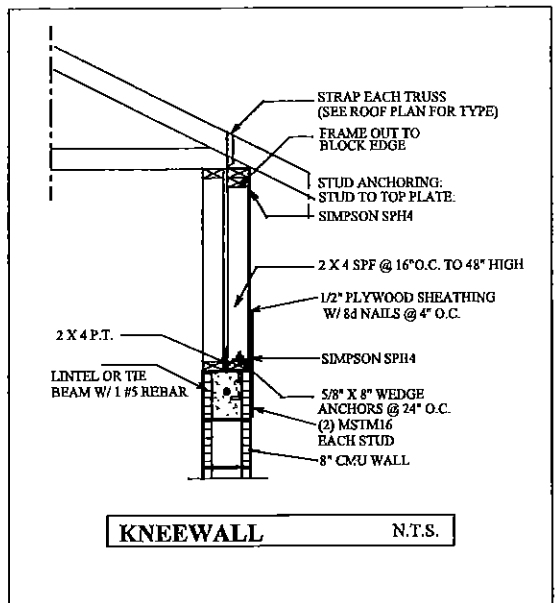 STRAP EACH TRUSS
(SEE ROOF PLAN FOR TYPE)
FRAME OUT TO
BLOCK EDGE
STUD ANCHORING:
STUD TO TOP PLATE:
SIMPSON SPH4
2 X 4 SPF @ 16" O.C. TO 48" HIGH
1/2" PLYWOOD SHEATHING
W/ 8d NAILS @ 4" O.C.
2 X 4 P.T.
SIMPSON SPH4
LINTEL OR TIE
BEAM W/ 1 #5 REBAR
5/8" X 8" WEDGE
ANCHORS @ 24" O.C.
(2) MSTM16
EACH STUD
8" CMU WALL
KNEEWALL N.T.S.